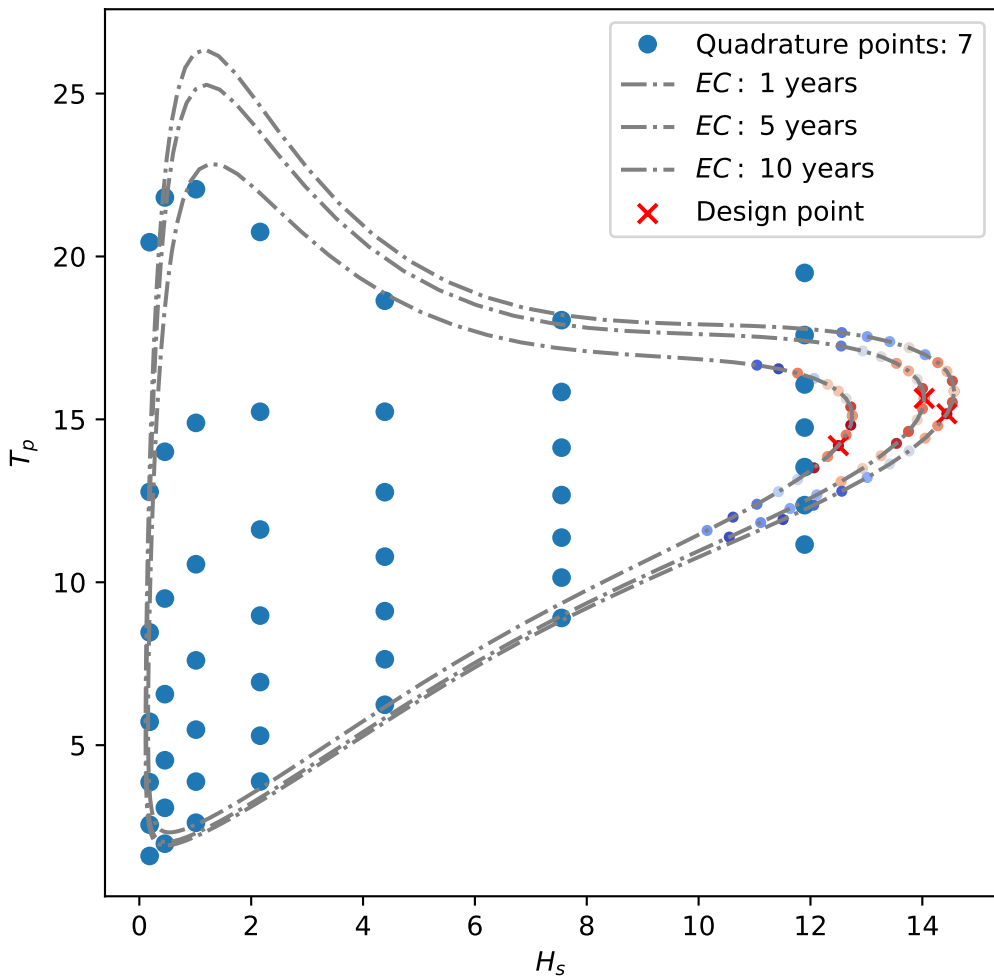 Quadrature points: 7
EC: 1 years
EC: 5 years
EC: 10 years
Design point
25
20
15
10
5
T_p
0 2 4 6 8 10 12 14
H_s